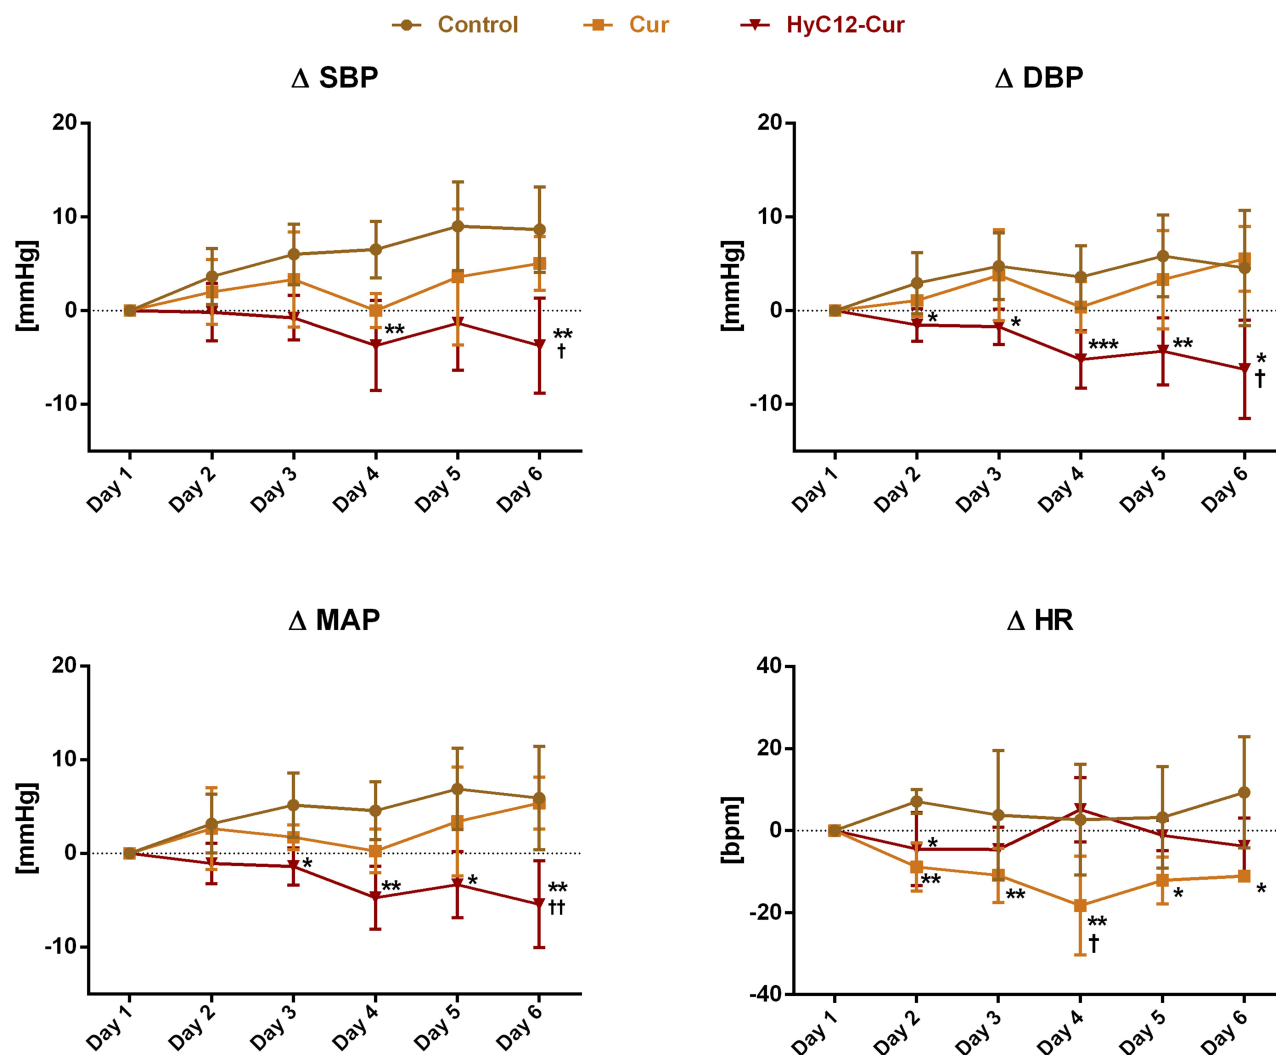 Control Cur HyC12-Cur
Δ SBP
20
10
0
-10
[mmHg]
**
**
†
Day 1 Day 2 Day 3 Day 4 Day 5 Day 6
Δ DBP
20
10
0
-10
[mmHg]
*
*
***
**
*
†
Day 1 Day 2 Day 3 Day 4 Day 5 Day 6
Δ MAP
20
10
0
-10
[mmHg]
*
**
*
**
††
Day 1 Day 2 Day 3 Day 4 Day 5 Day 6
Δ HR
40
20
0
-20
-40
[bpm]
*
**
**
**
†
*
*
Day 1 Day 2 Day 3 Day 4 Day 5 Day 6